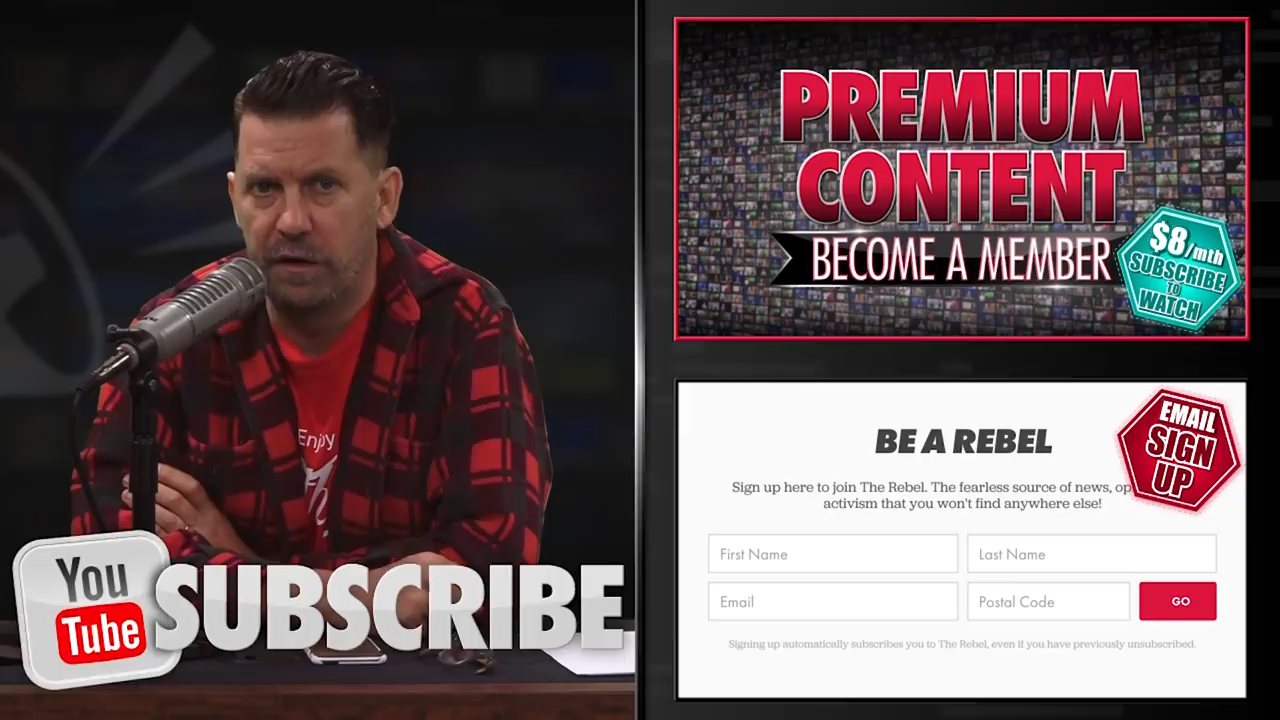 Enjoy
You
Tube
SUBSCRIBE
PREMIUM
CONTENT
BECOME A MEMBER
$8/mth
SUBSCRIBE
TO
WATCH
EMAIL
SIGN
UP
BE A REBEL
Sign up here to join The Rebel. The fearless source of news, op
activism that you won't find anywhere else!
First Name
Last Name
Email
Postal Code
GO
Signing up automatically subscribes you to The Rebel, even if you have previously unsubscribed.